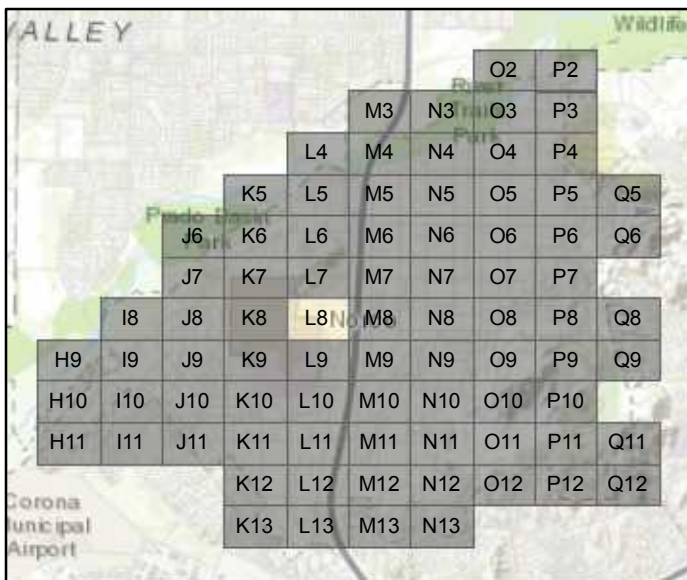 VALLEY
Wildlife
O2 P2
River
Trails
Park
M3 N3 O3 P3
L4 M4 N4 O4 P4
K5 L5 M5 N5 O5 P5 Q5
Prado Basin
Park
J6 K6 L6 M6 N6 O6 P6 Q6
J7 K7 L7 M7 N7 O7 P7
I8 J8 K8 L8 M8 N8 O8 P8 Q8
Norco
H9 I9 J9 K9 L9 M9 N9 O9 P9 Q9
H10 I10 J10 K10 L10 M10 N10 O10 P10
H11 I11 J11 K11 L11 M11 N11 O11 P11 Q11
K12 L12 M12 N12 O12 P12 Q12
K13 L13 M13 N13
Corona
Municipal
Airport